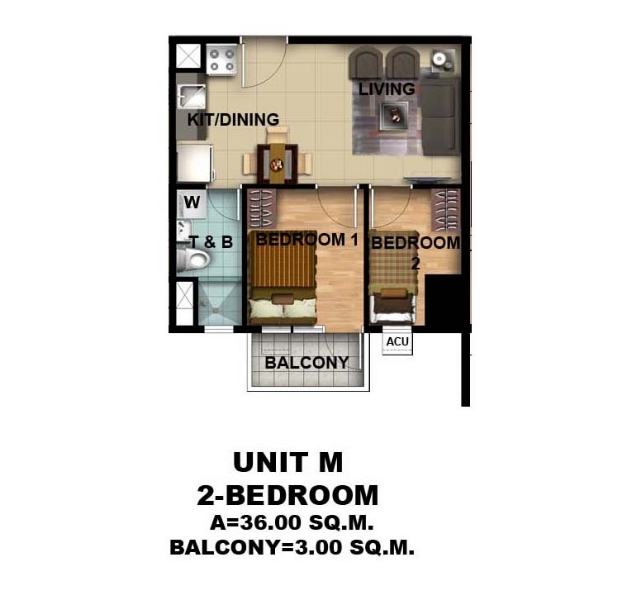 LIVING
KIT/DINING
W
T & B
BEDROOM 1
BEDROOM
2
ACU
BALCONY
UNIT M
2-BEDROOM
A=36.00 SQ.M.
BALCONY=3.00 SQ.M.